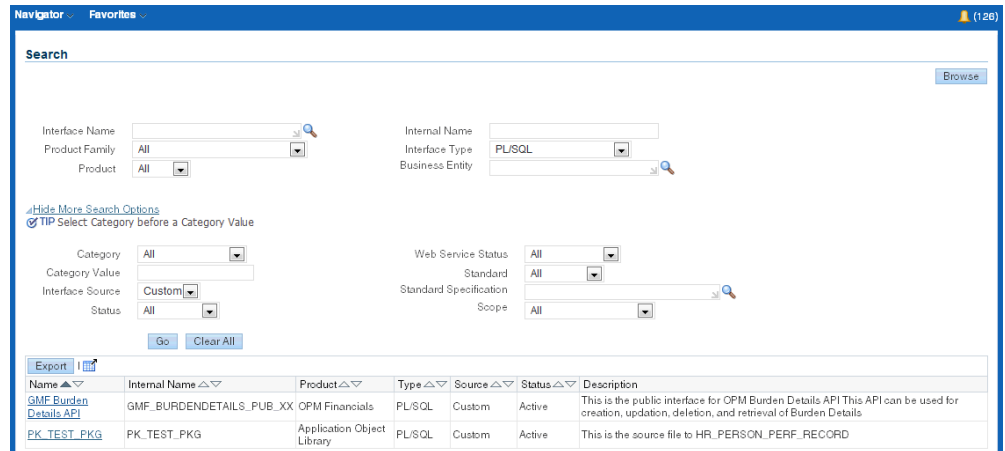 Navigator Favorites (126)
Search
Browse
Interface Name Internal Name
Product Family All Interface Type PL/SQL
Product All Business Entity
Hide More Search Options
TIP Select Category before a Category Value
Category All Web Service Status All
Category Value Standard All
Interface Source Custom Standard Specification
Status All Scope All
Go Clear All
Export
Name Internal Name Product Type Source Status Description
GMF Burden Details API GMF_BURDENDETAILS_PUB_XX OPM Financials PL/SQL Custom Active This is the public interface for OPM Burden Details API This API can be used for
creation, updation, deletion, and retrieval of Burden Details
PK_TEST_PKG PK_TEST_PKG Application Object Library PL/SQL Custom Active This is the source file to HR_PERSON_PERF_RECORD